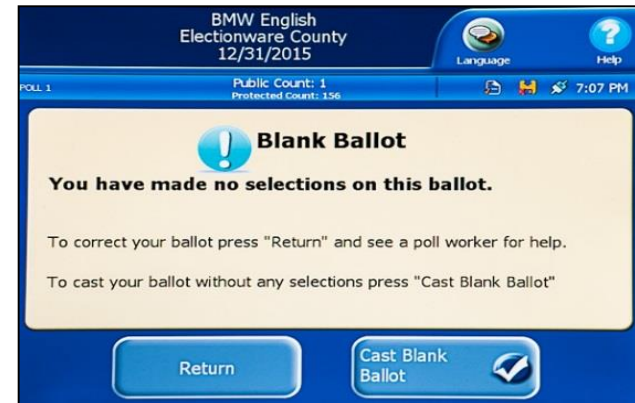 BMW English
Electionware County
12/31/2015
Language
Help
POLL 1
Public Count: 1
Protected Count: 156
7:07 PM
Blank Ballot
You have made no selections on this ballot.
To correct your ballot press "Return" and see a poll worker for help.
To cast your ballot without any selections press "Cast Blank Ballot"
Return
Cast Blank
Ballot